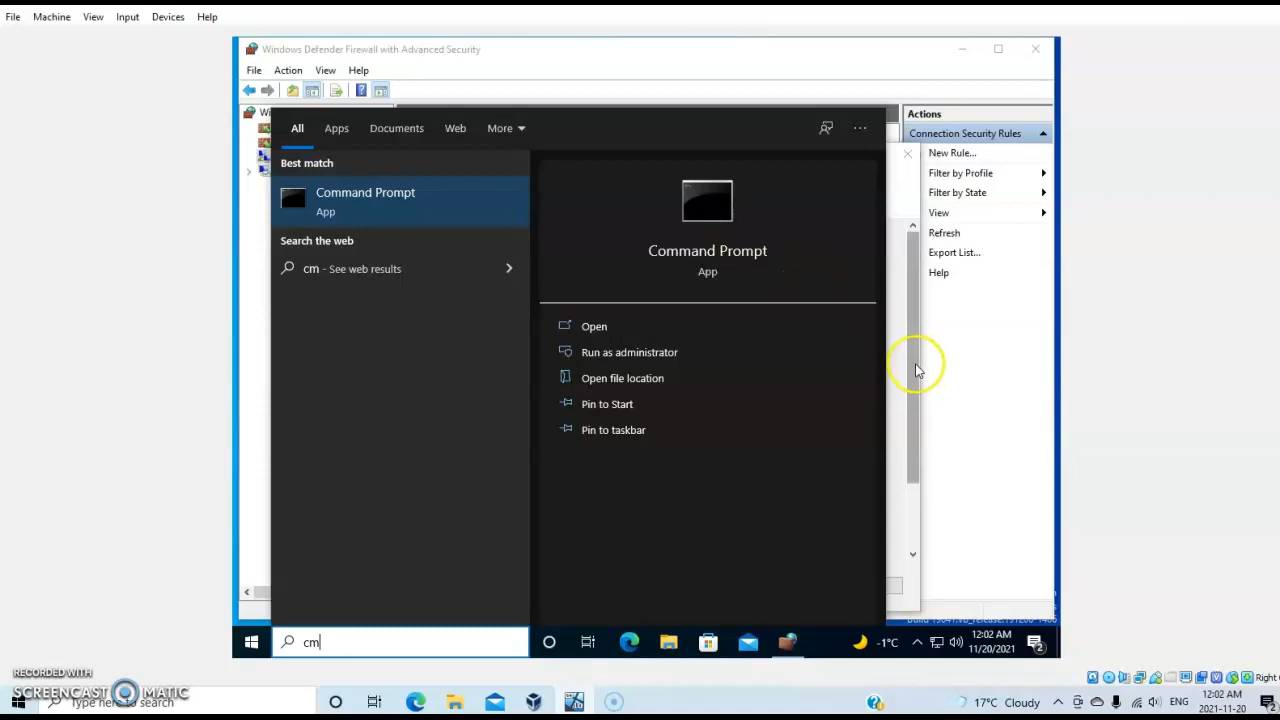 File Machine View Input Devices Help
Windows Defender Firewall with Advanced Security
File Action View Help
Wi
All Apps Documents Web More
Actions
Connection Security Rules
Best match
New Rule...
Command Prompt
App
Filter by Profile
Filter by State
View
Search the web
Refresh
cm - See web results
Export List...
Help
Command Prompt
App
Open
Run as administrator
Open file location
Pin to Start
Pin to taskbar
cm
-1°C
12:02 AM
11/20/2021
2
RECORDED WITH
SCREENCAST MATIC
Type here to search
Right
17°C Cloudy
ENG
12:02 AM
2021-11-20
2